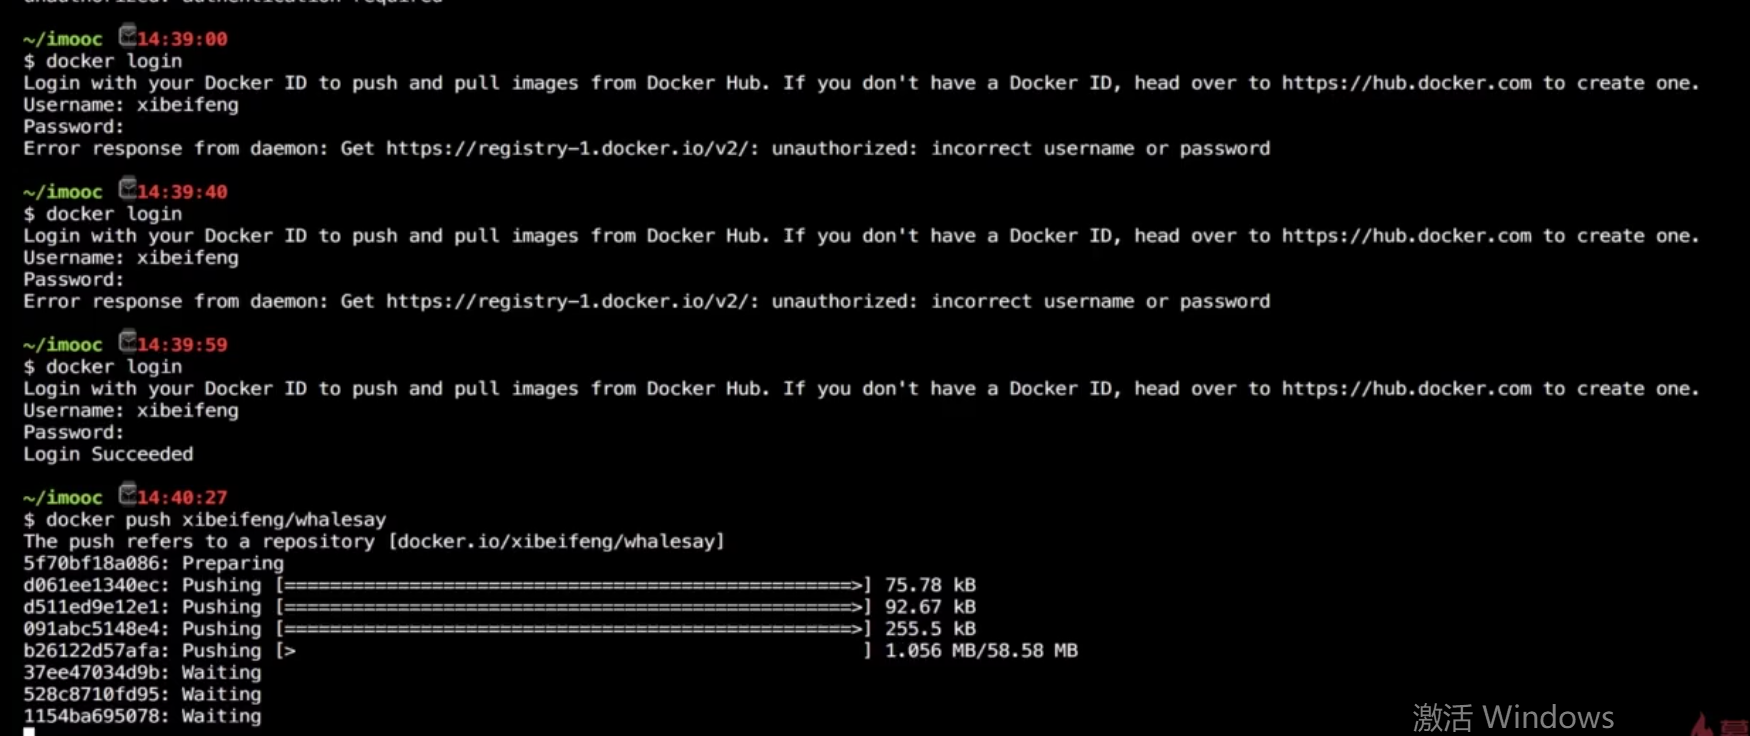 unauthorized: authentication required
~/imooc 14:39:00
$ docker login
Login with your Docker ID to push and pull images from Docker Hub. If you don't have a Docker ID, head over to https://hub.docker.com to create one.
Username: xibeifeng
Password:
Error response from daemon: Get https://registry-1.docker.io/v2/: unauthorized: incorrect username or password
~/imooc 14:39:40
$ docker login
Login with your Docker ID to push and pull images from Docker Hub. If you don't have a Docker ID, head over to https://hub.docker.com to create one.
Username: xibeifeng
Password:
Error response from daemon: Get https://registry-1.docker.io/v2/: unauthorized: incorrect username or password
~/imooc 14:39:59
$ docker login
Login with your Docker ID to push and pull images from Docker Hub. If you don't have a Docker ID, head over to https://hub.docker.com to create one.
Username: xibeifeng
Password:
Login Succeeded
~/imooc 14:40:27
$ docker push xibeifeng/whalesay
The push refers to a repository [docker.io/xibeifeng/whalesay]
5f70bf18a086: Preparing
d061ee1340ec: Pushing [==================================================>] 75.78 kB
d511ed9e12e1: Pushing [==================================================>] 92.67 kB
091abc5148e4: Pushing [==================================================>] 255.5 kB
b26122d57afa: Pushing [>                                                  ] 1.056 MB/58.58 MB
37ee47034d9b: Waiting
528c8710fd95: Waiting
1154ba695078: Waiting
激活 Windows